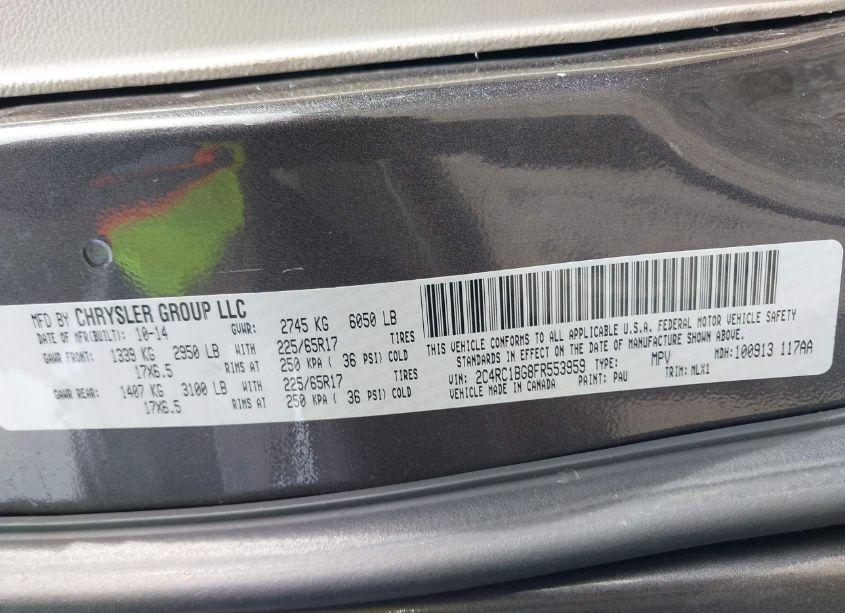 MFD BY CHRYSLER GROUP LLC
DATE OF MFR(BUILT): 10-14 GVWR: 2745 KG 6050 LB
GAWR FRONT: 1339 KG 2950 LB WITH 225/65R17 TIRES
17X6.5 RIMS AT 250 KPA ( 36 PSI) COLD
GAWR REAR: 1407 KG 3100 LB WITH 225/65R17 TIRES
17X6.5 RIMS AT 250 KPA ( 36 PSI) COLD
THIS VEHICLE CONFORMS TO ALL APPLICABLE U.S.A. FEDERAL MOTOR VEHICLE SAFETY
STANDARDS IN EFFECT ON THE DATE OF MANUFACTURE SHOWN ABOVE.
VIN: 2C4RC1BG8FR553959 TYPE: MPV MDH:100913 117AA
VEHICLE MADE IN CANADA PAINT: PAU TRIM: MLX1